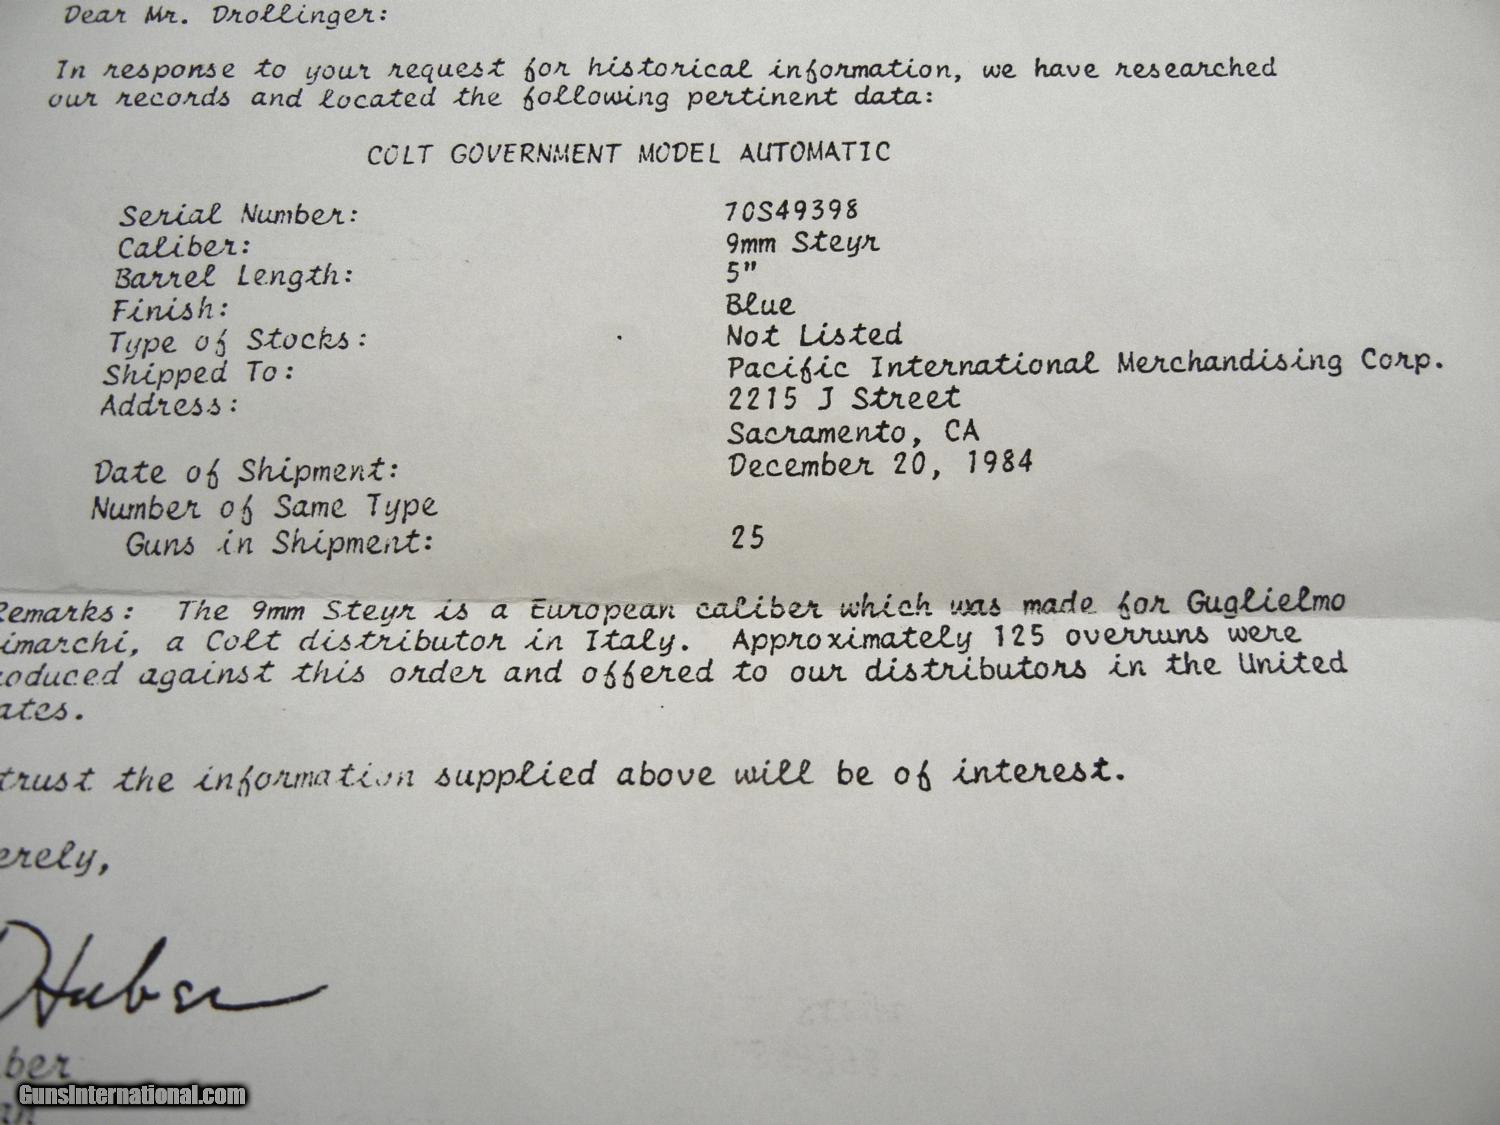 Dear Mr. Drollinger:
In response to your request for historical information, we have researched
our records and located the following pertinent data:
COLT GOVERNMENT MODEL AUTOMATIC
Serial Number: 70S49398
Caliber: 9mm Steyr
Barrel Length: 5"
Finish: Blue
Type of Stocks: Not Listed
Shipped To: Pacific International Merchandising Corp.
Address: 2215 J Street
Sacramento, CA
Date of Shipment: December 20, 1984
Number of Same Type
Guns in Shipment: 25
Remarks: The 9mm Steyr is a European caliber which was made for Guglielmo
imarchi, a Colt distributor in Italy. Approximately 125 overruns were
oduced against this order and offered to our distributors in the United
ates.
trust the information supplied above will be of interest.
erely,
Huber
ber
GunsInternational.com
an